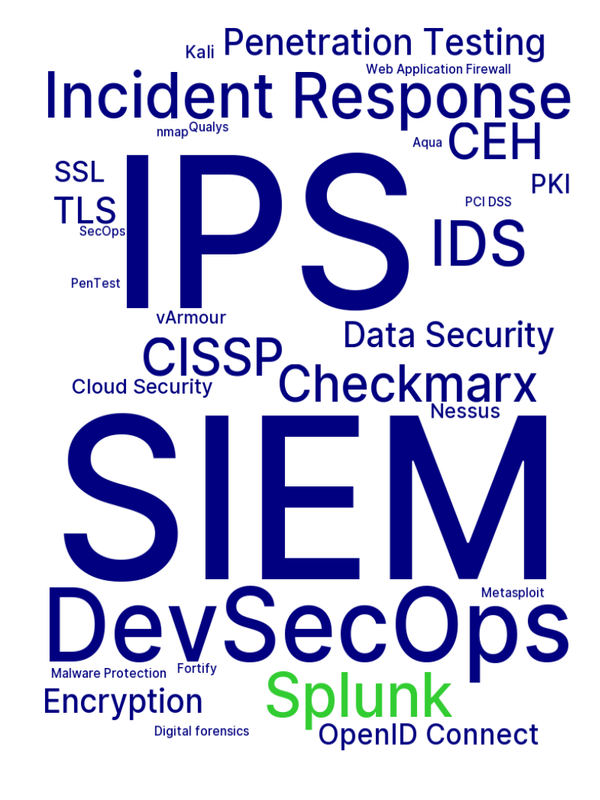 Kali Penetration Testing
Web Application Firewall
Incident Response
nmap Qualys
Aqua CEH
SSL
PKI
TLS
PCI DSS
SecOps
IPS
IDS
PenTest
vArmour
Data Security
CISSP
Cloud Security
Checkmarx
Nessus
SIEM
Metasploit
DevSecOps
Malware Protection Fortify
Encryption
Splunk
Digital forensics
OpenID Connect